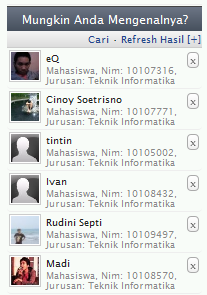 Mungkin Anda Mengenalnya?
Cari - Refresh Hasil [+]
eQ
x
Mahasiswa, Nim: 10107316,
Jurusan: Teknik Informatika
Cinoy Soetrisno
x
Mahasiswa, Nim: 10107771,
Jurusan: Teknik Informatika
tintin
x
Mahasiswa, Nim: 10105002,
Jurusan: Teknik Informatika
Ivan
x
Mahasiswa, Nim: 10108432,
Jurusan: Teknik Informatika
Rudini Septi
x
Mahasiswa, Nim: 10109497,
Jurusan: Teknik Informatika
Madi
x
Mahasiswa, Nim: 10108570,
Jurusan: Teknik Informatika